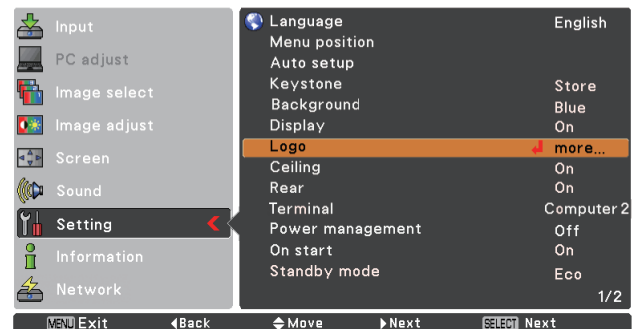 Input
PC adjust
Image select
Image adjust
Screen
Sound
Setting
Information
Network
Language English
Menu position
Auto setup
Keystone Store
Background Blue
Display On
Logo more...
Ceiling On
Rear On
Terminal Computer 2
Power management Off
On start On
Standby mode Eco
1/2
MENU Exit Back Move Next SELECT Next